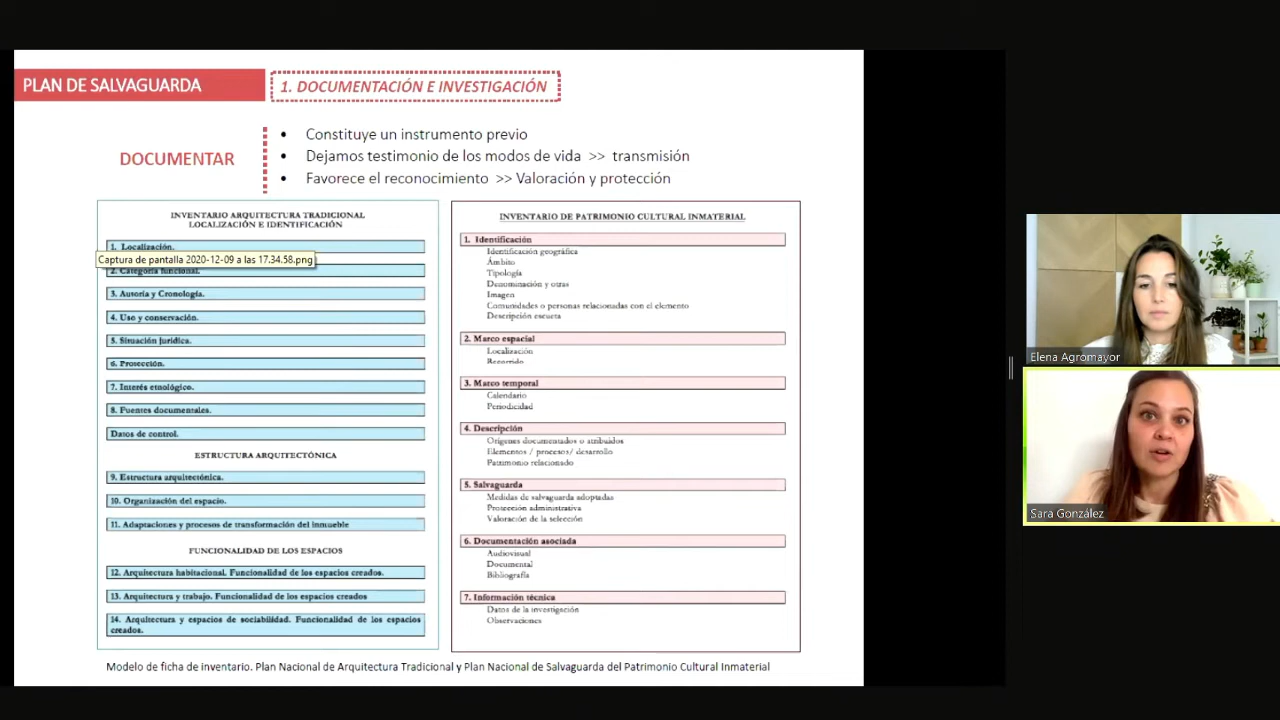 PLAN DE SALVAGUARDA
1. DOCUMENTACIÓN E INVESTIGACIÓN
DOCUMENTAR
• Constituye un instrumento previo
• Dejamos testimonio de los modos de vida >> transmisión
• Favorece el reconocimiento >> Valoración y protección
INVENTARIO ARQUITECTURA TRADICIONAL
LOCALIZACIÓN E IDENTIFICACIÓN
1. Localización.
Captura de pantalla 2020-12-09 a las 17.34.58.png
2. Categoría funcional.
3. Autoría y Cronología.
4. Uso y conservación.
5. Situación jurídica.
6. Protección.
7. Interés etnológico.
8. Fuentes documentales.
Datos de control.
ESTRUCTURA ARQUITECTÓNICA
9. Estructura arquitectónica.
10. Organización del espacio.
11. Adaptaciones y procesos de transformación del inmueble
FUNCIONALIDAD DE LOS ESPACIOS
12. Arquitectura habitacional. Funcionalidad de los espacios creados.
13. Arquitectura y trabajo. Funcionalidad de los espacios creados
14. Arquitectura y espacios de sociabilidad. Funcionalidad de los espacios
creados.
INVENTARIO DE PATRIMONIO CULTURAL INMATERIAL
1. Identificación
Identificación geográfica
Ámbito
Tipología
Denominación y otras
Imagen
Comunidades o personas relacionadas con el elemento
Descripción escueta
2. Marco espacial
Localización
Recorrido
3. Marco temporal
Calendario
Periodicidad
4. Descripción
Orígenes documentados o atribuidos
Elementos / procesos/ desarrollo
Patrimonio relacionado
5. Salvaguarda
Medidas de salvaguarda adoptadas
Protección administrativa
Valoración de la selección
6. Documentación asociada
Audiovisual
Documental
Bibliografía
7. Información técnica
Datos de la investigación
Observaciones
Modelo de ficha de inventario. Plan Nacional de Arquitectura Tradicional y Plan Nacional de Salvaguarda del Patrimonio Cultural Inmaterial
Elena Agromayor
Sara González